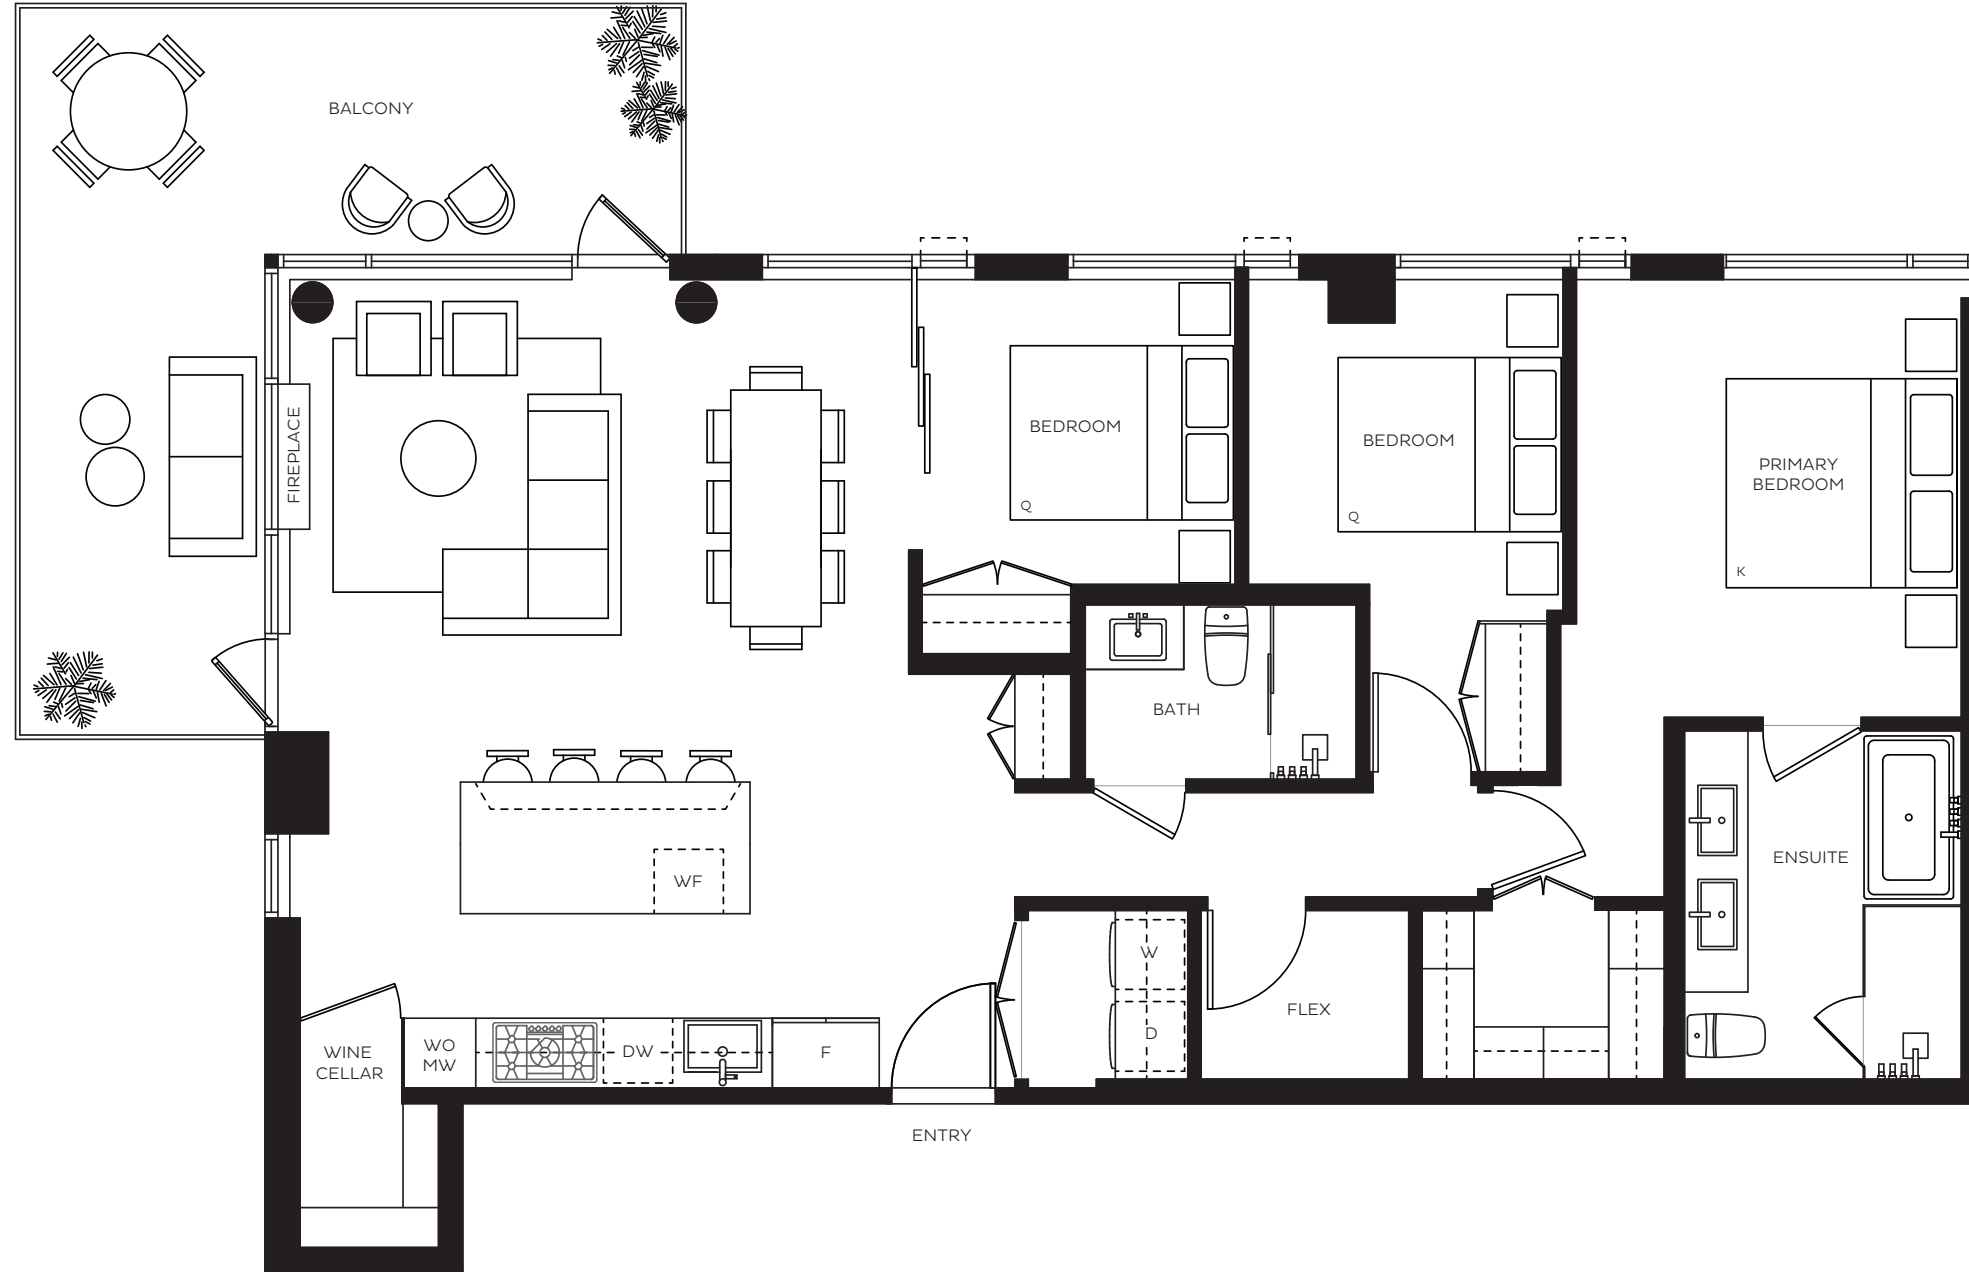 BALCONY
FIREPLACE
BEDROOM
Q
BEDROOM
Q
PRIMARY
BEDROOM
K
BATH
ENSUITE
WF
W
D
FLEX
WINE
CELLAR
WO
MW
DW
F
ENTRY